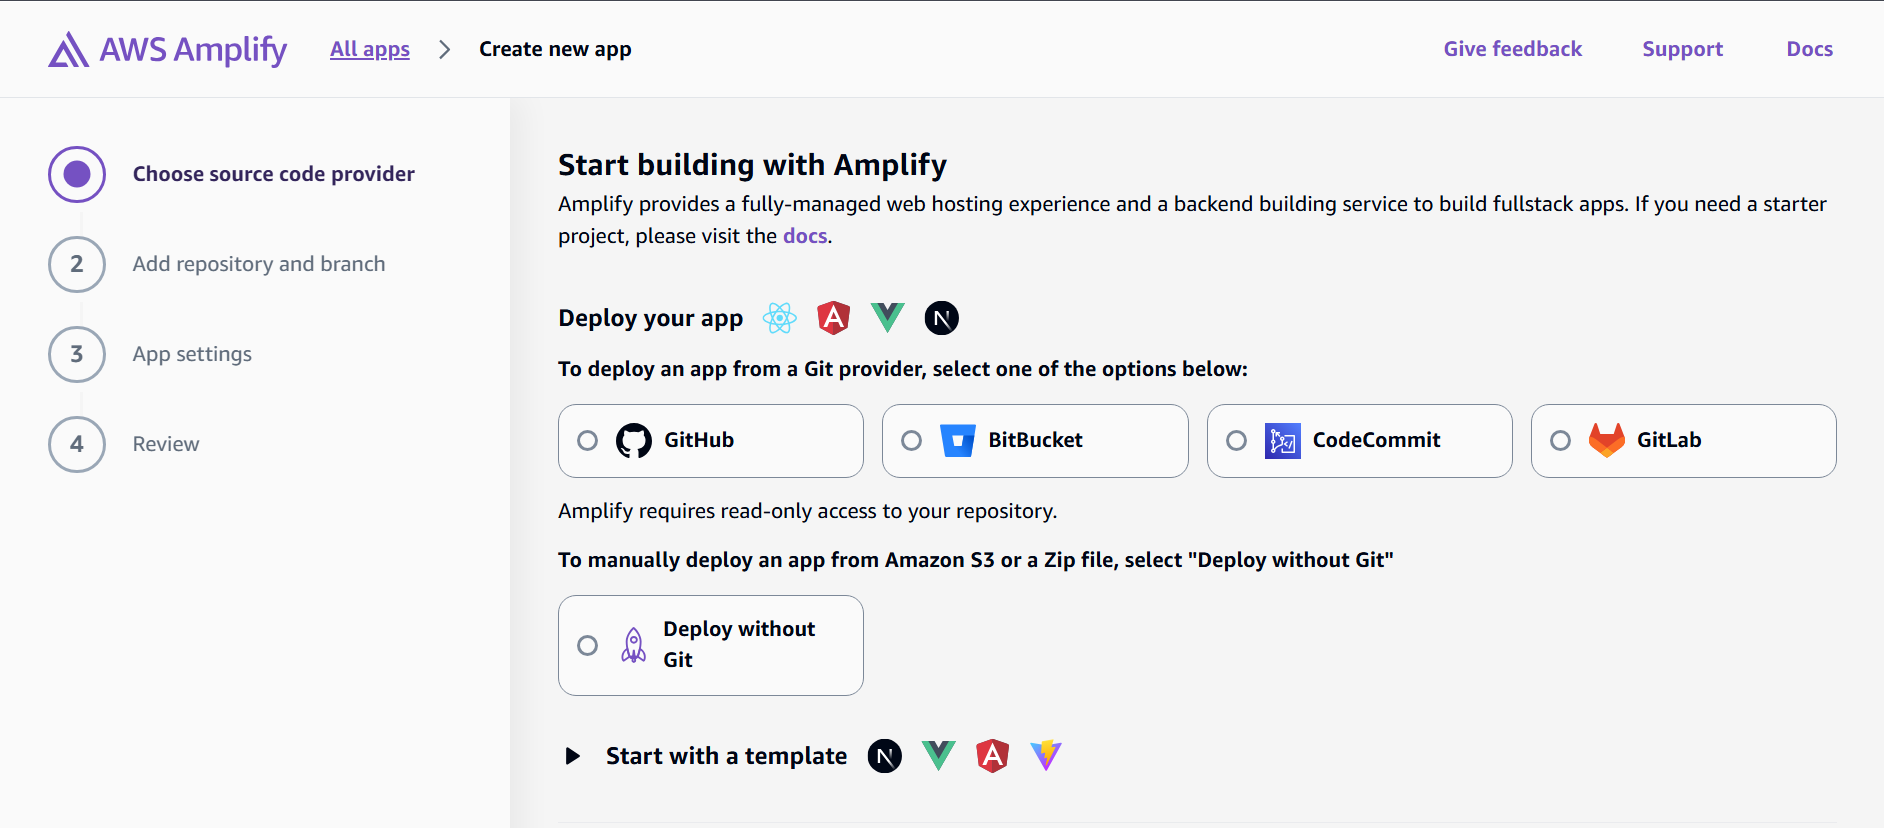 AWS Amplify
All apps
Create new app
Give feedback
Support
Docs
Choose source code provider
2
Add repository and branch
3
App settings
4
Review
Start building with Amplify
Amplify provides a fully-managed web hosting experience and a backend building service to build fullstack apps. If you need a starter
project, please visit the docs.
Deploy your app
To deploy an app from a Git provider, select one of the options below:
GitHub
BitBucket
CodeCommit
GitLab
Amplify requires read-only access to your repository.
To manually deploy an app from Amazon S3 or a Zip file, select "Deploy without Git"
Deploy without
Git
Start with a template